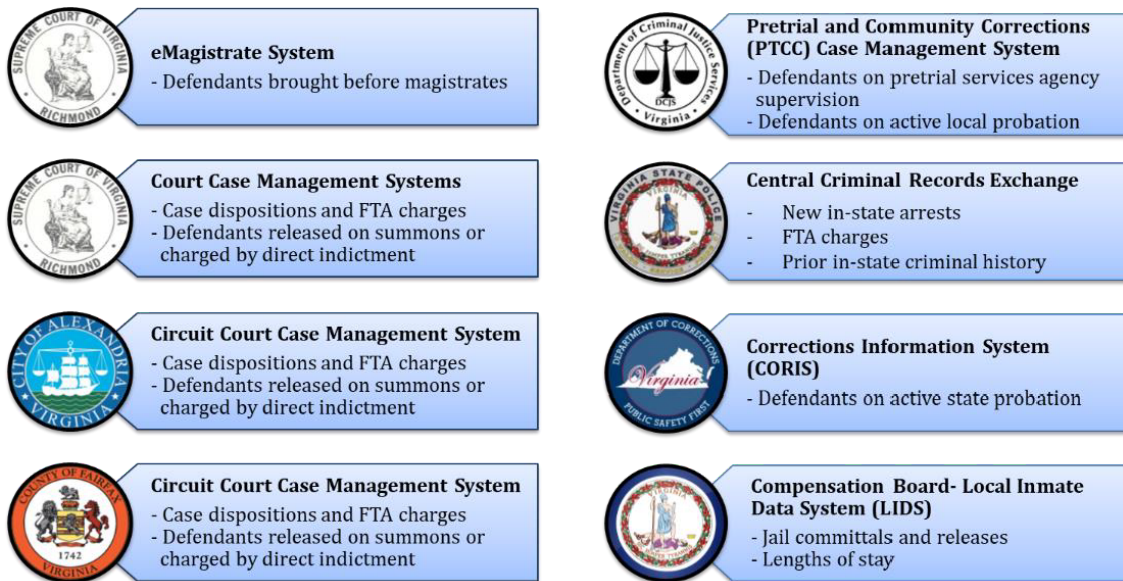 SUPREME COURT OF VIRGINIA
RICHMOND
eMagistrate System
- Defendants brought before magistrates
SUPREME COURT OF VIRGINIA
RICHMOND
Court Case Management Systems
- Case dispositions and FTA charges
- Defendants released on summons or
charged by direct indictment
CITY OF ALEXANDRIA
VIRGINIA
Circuit Court Case Management System
- Case dispositions and FTA charges
- Defendants released on summons or
charged by direct indictment
COUNTY OF FAIRFAX
1742
VIRGINIA
Circuit Court Case Management System
- Case dispositions and FTA charges
- Defendants released on summons or
charged by direct indictment
Department of Criminal Justice Services
DCJS
Virginia
Pretrial and Community Corrections
(PTCC) Case Management System
- Defendants on pretrial services agency
supervision
- Defendants on active local probation
VIRGINIA STATE POLICE
VIRGINIA
Central Criminal Records Exchange
- New in-state arrests
- FTA charges
- Prior in-state criminal history
DEPARTMENT OF CORRECTIONS
Virginia
PUBLIC SAFETY FIRST
Corrections Information System
(CORIS)
- Defendants on active state probation
VIRGINIA
Compensation Board- Local Inmate
Data System (LIDS)
- Jail committals and releases
- Lengths of stay